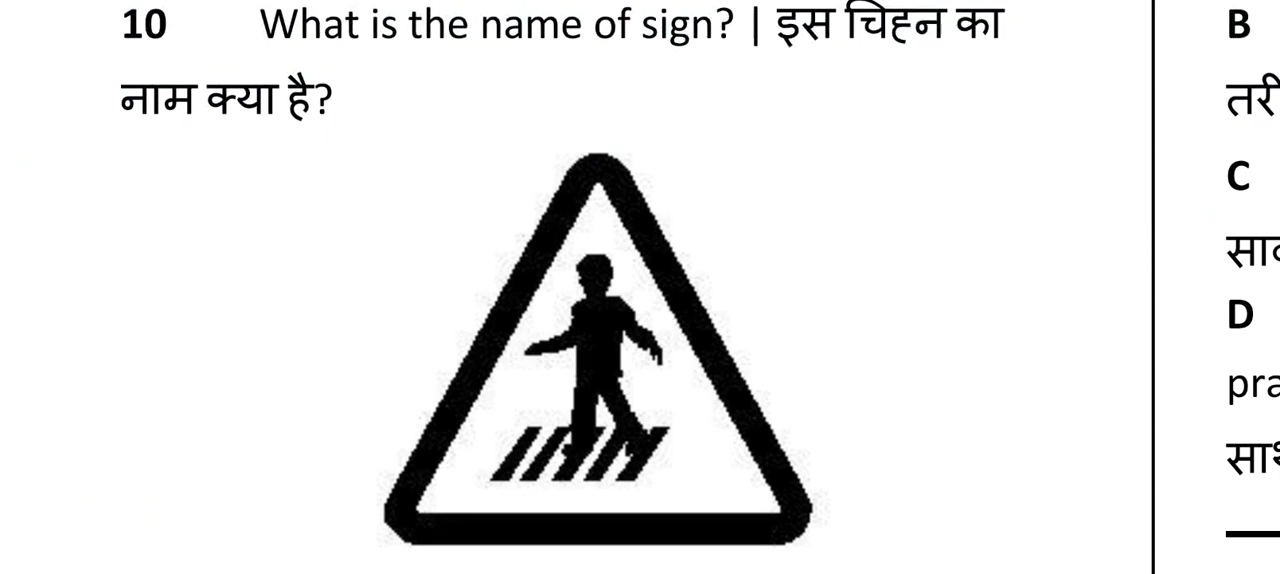 10 What is the name of sign? | इस चिह्न का
नाम क्या है?
B
C
D